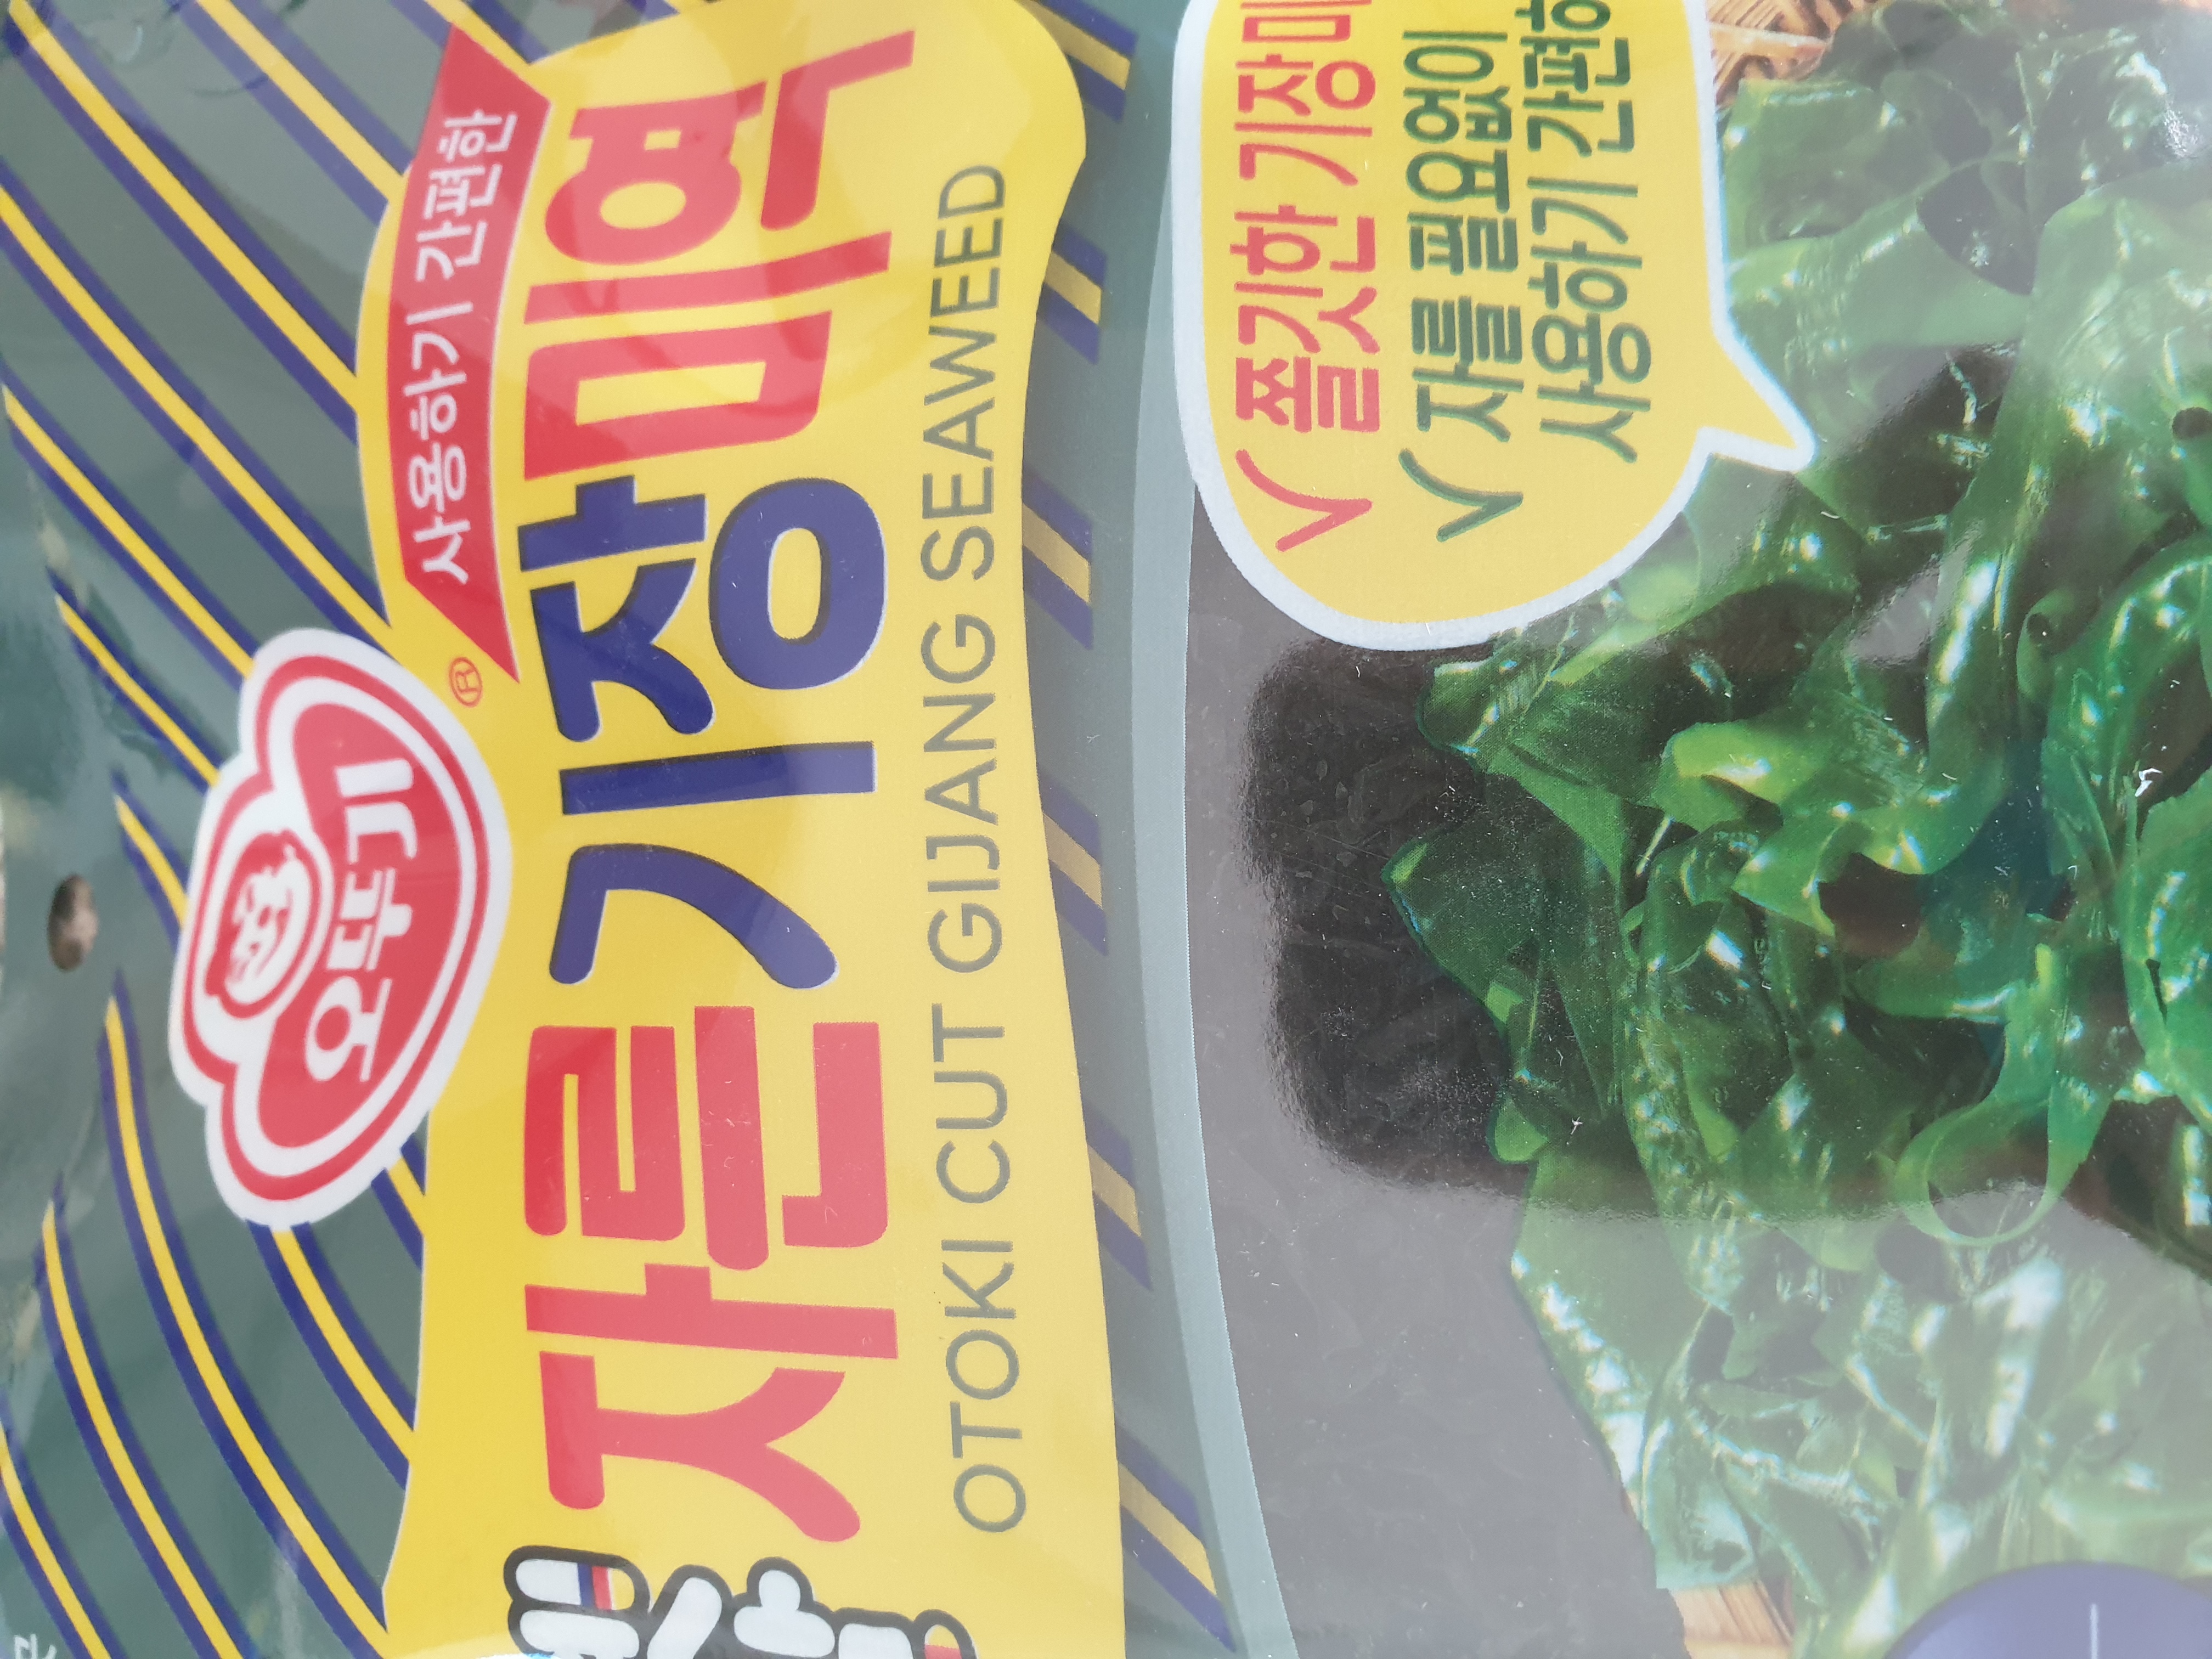 오뚜기
®
사용하기 간편한
자른기장미역
OTOKI CUT GIJANG SEAWEED
✓ 쫄깃한 기장미
✓ 자를 필요없이
사용하기 간편하